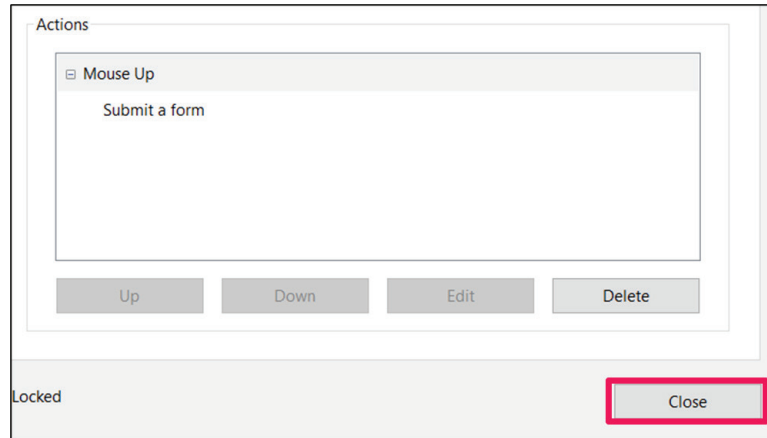 Actions
Mouse Up
Submit a form
Up Down Edit Delete
Locked Close